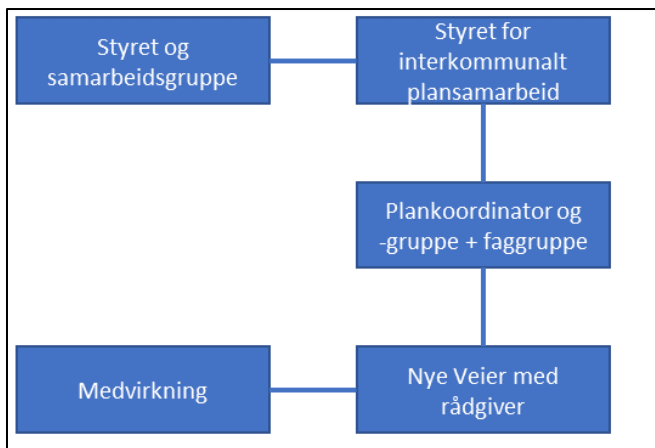 Styret og
samarbeidsgruppe
Styret for
interkommunalt
plansamarbeid
Plankoordinator og
-gruppe + faggruppe
Medvirkning
Nye Veier med
rådgiver